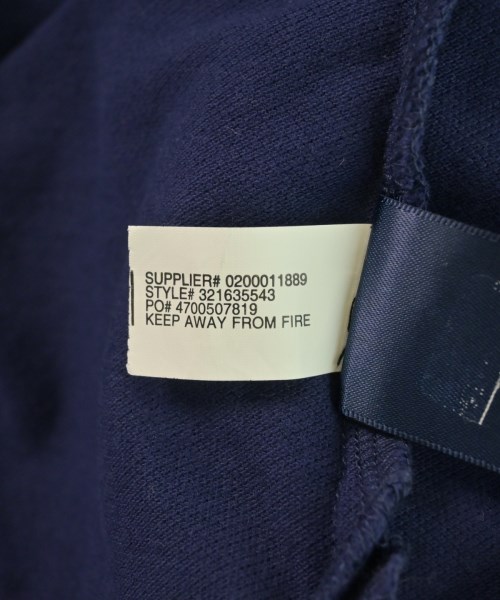 SUPPLIER# 0200011889
STYLE# 321635543
PO# 4700507819
KEEP AWAY FROM FIRE